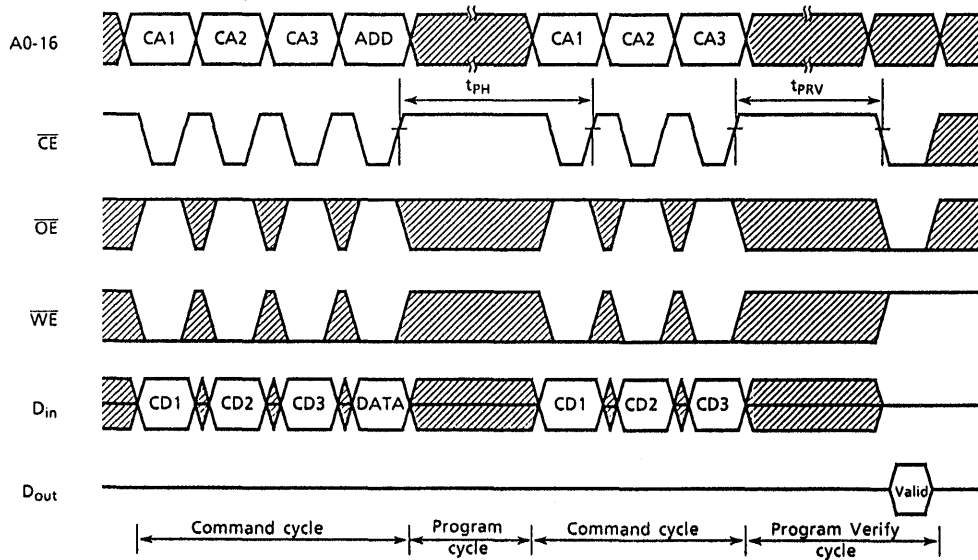 A0-16 CA1 CA2 CA3 ADD CA1 CA2 CA3
tPH tPRV
CE
OE
WE
Din CD1 CD2 CD3 DATA CD1 CD2 CD3
Dout Valid
Command cycle Program cycle Command cycle Program Verify cycle